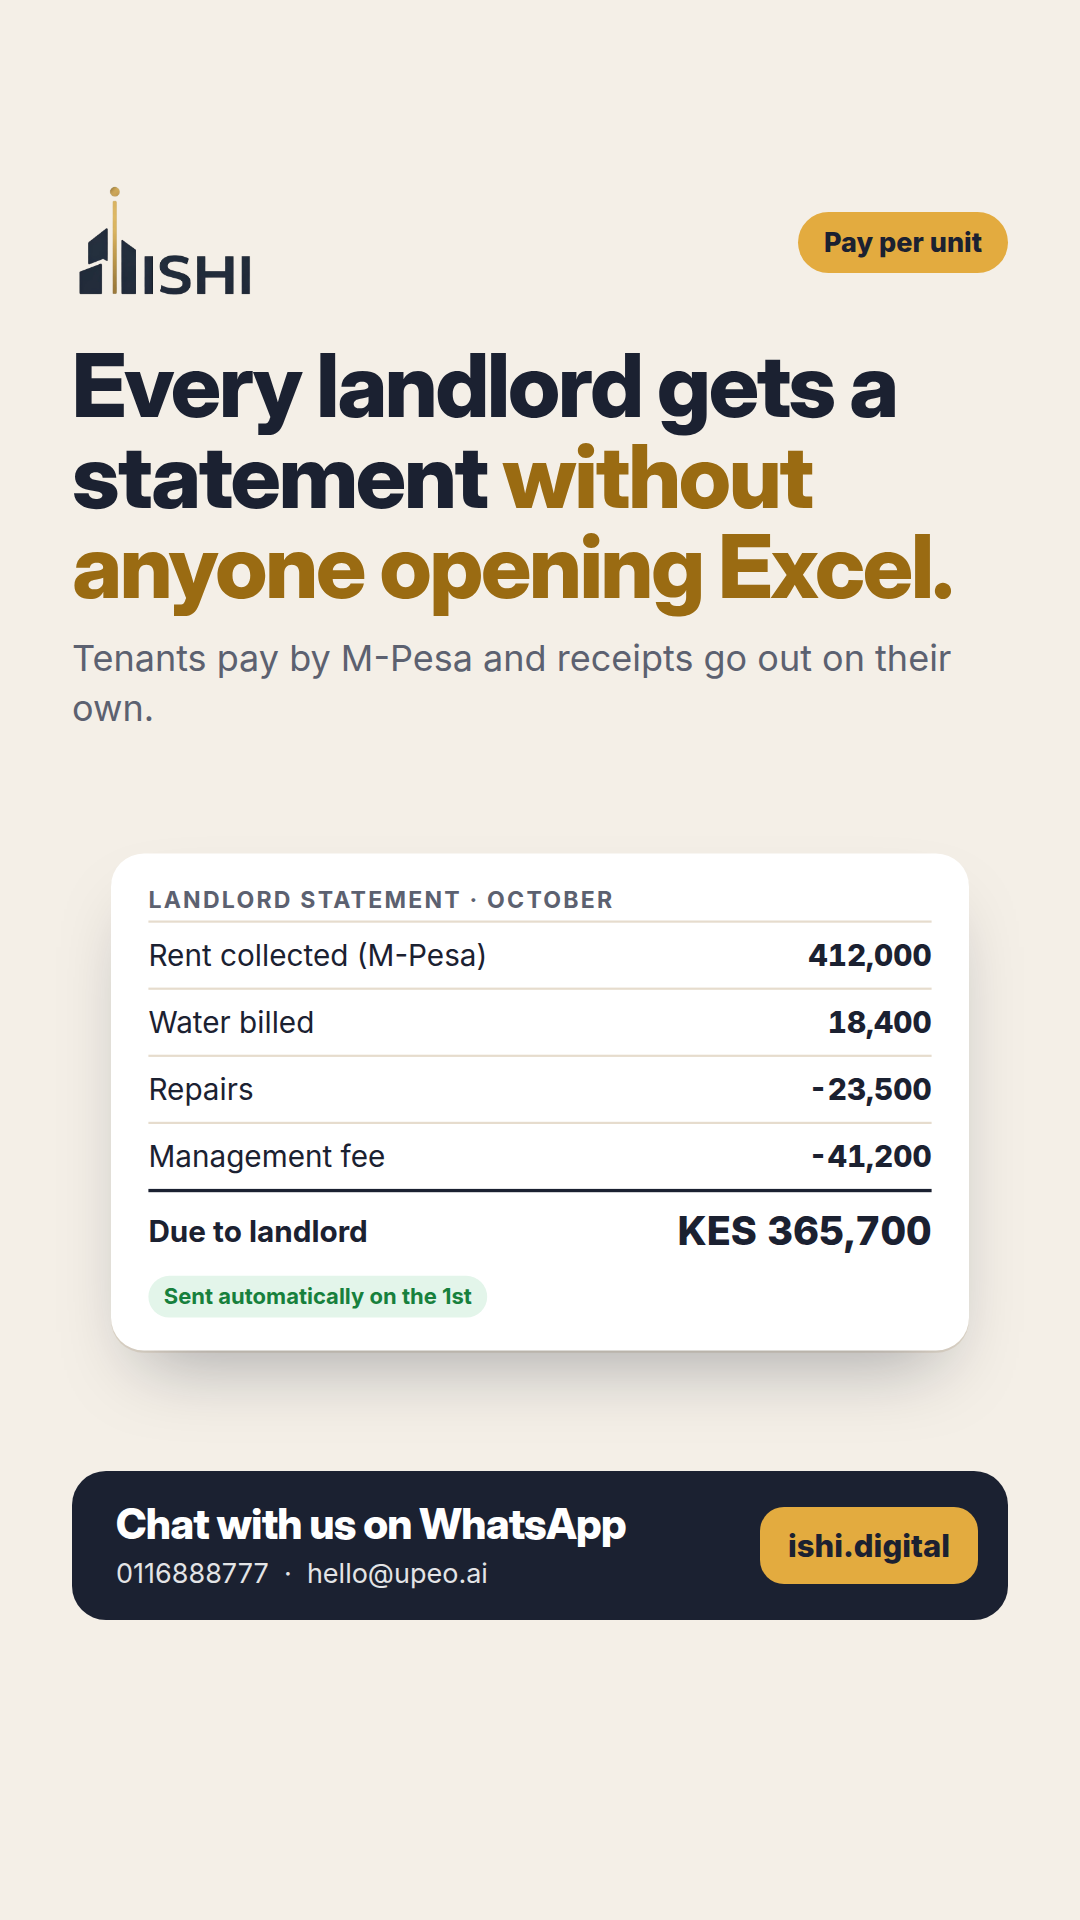 ISHI
Pay per unit
Every landlord gets a
statement without
anyone opening Excel.
Tenants pay by M-Pesa and receipts go out on their
own.
LANDLORD STATEMENT · OCTOBER
Rent collected (M-Pesa) 412,000
Water billed 18,400
Repairs -23,500
Management fee -41,200
Due to landlord KES 365,700
Sent automatically on the 1st
Chat with us on WhatsApp
0116888777 · hello@upeo.ai
ishi.digital